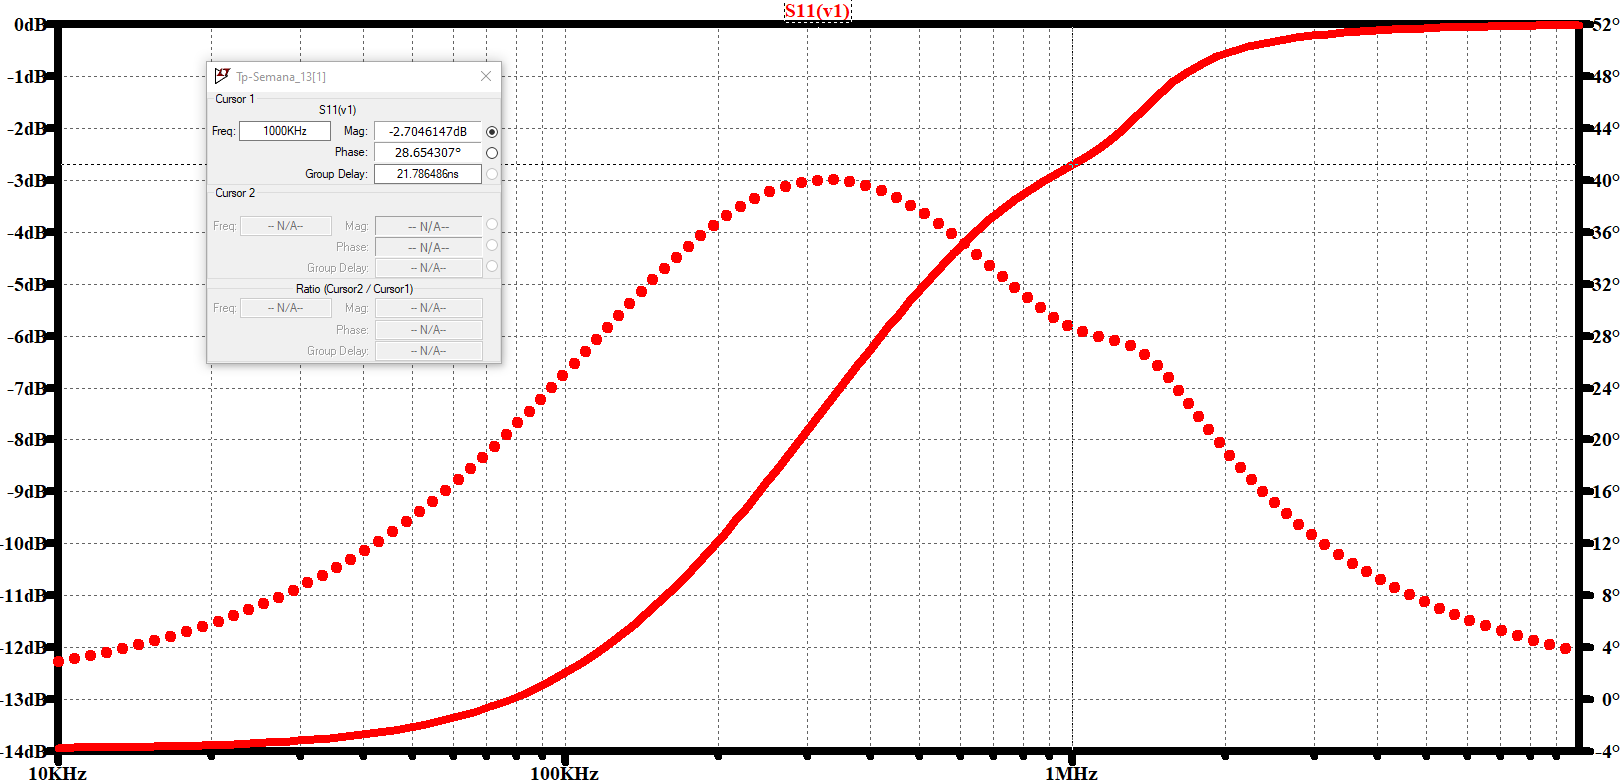 S11(v1)
0dB
-1dB
-2dB
-3dB
-4dB
-5dB
-6dB
-7dB
-8dB
-9dB
-10dB
-11dB
-12dB
-13dB
-14dB
Tp-Semana_13[1]
Cursor 1
S11(v1)
Freq: 1000KHz Mag: -2.7046147dB
Phase: 28.654307°
Group Delay: 21.786486ns
Cursor 2
Freq: -- N/A-- Mag: -- N/A--
Phase: -- N/A--
Group Delay: -- N/A--
Ratio (Cursor2 / Cursor1)
Freq: -- N/A-- Mag: -- N/A--
Phase: -- N/A--
Group Delay: -- N/A--
52°
48°
44°
40°
36°
32°
28°
24°
20°
16°
12°
8°
4°
0°
-4°
10KHz 100KHz 1MHz